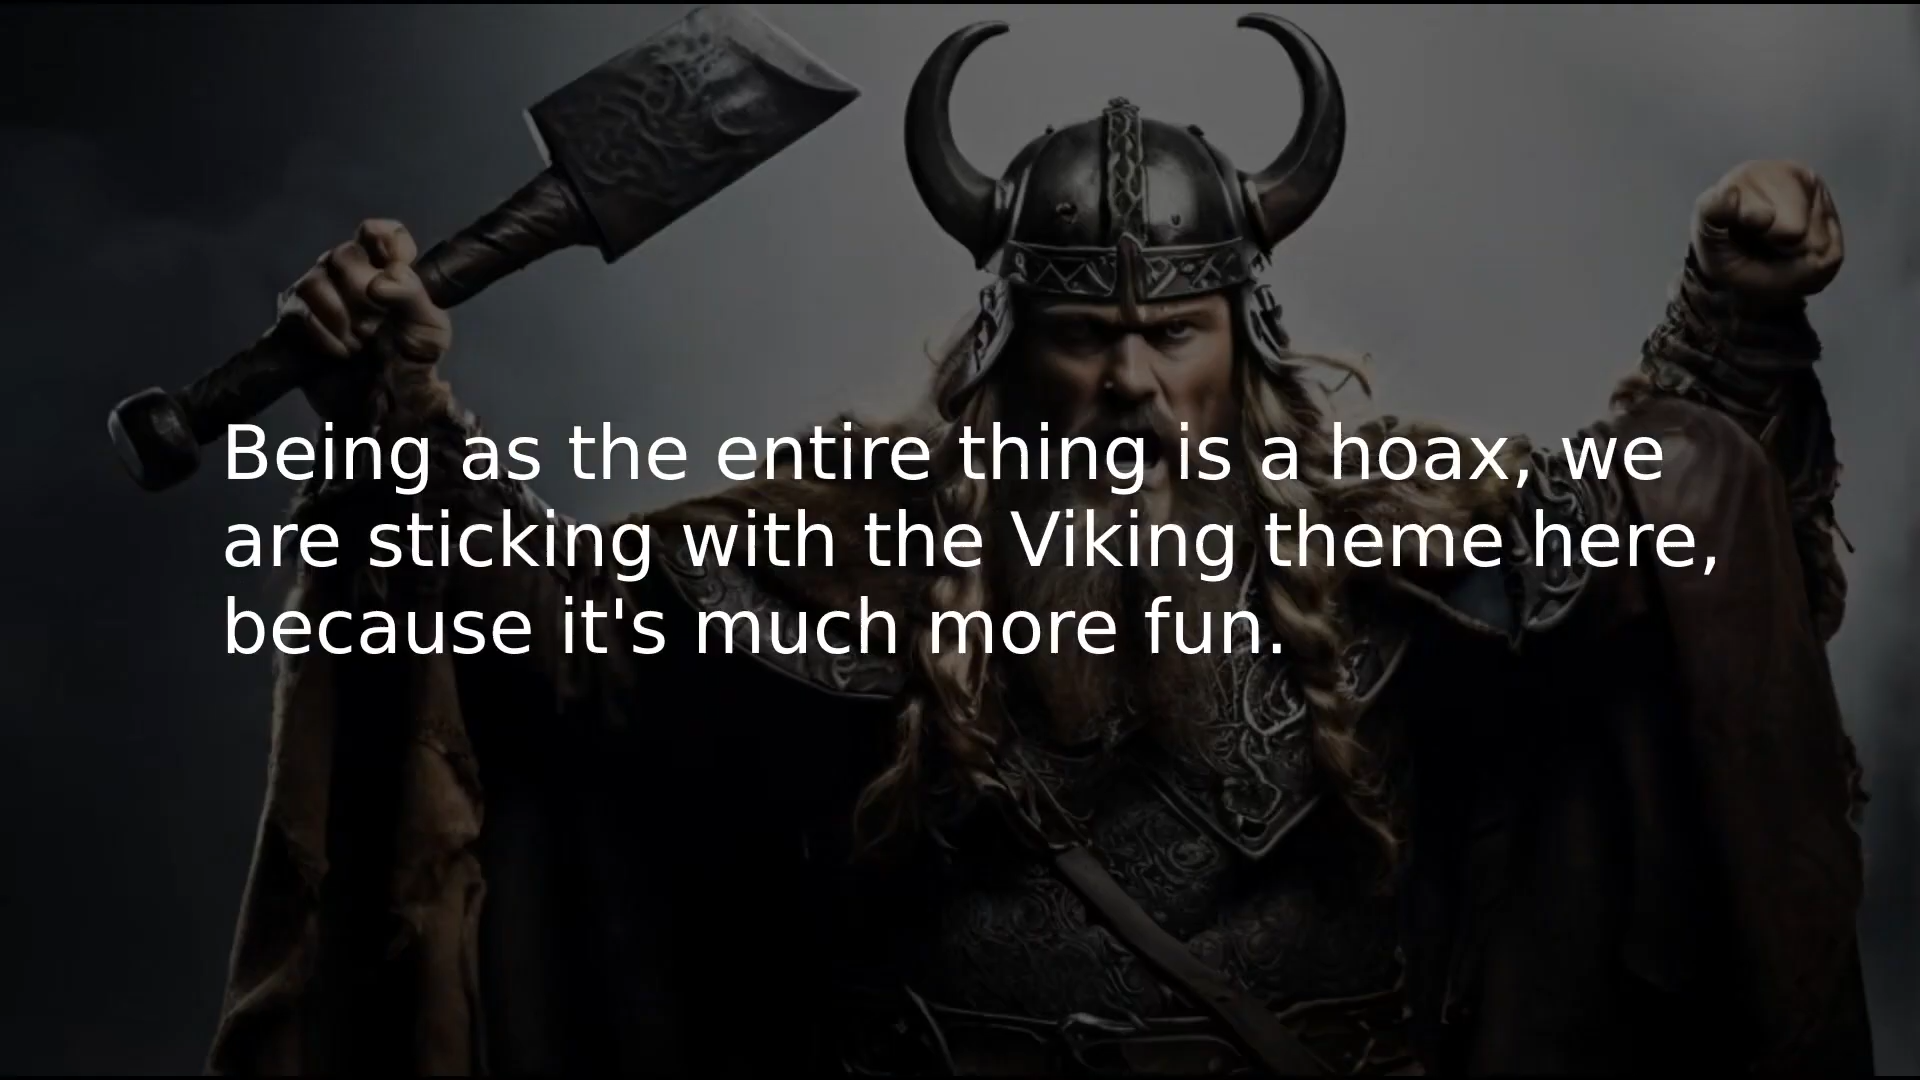 Being as the entire thing is a hoax, we
are sticking with the Viking theme here,
because it's much more fun.